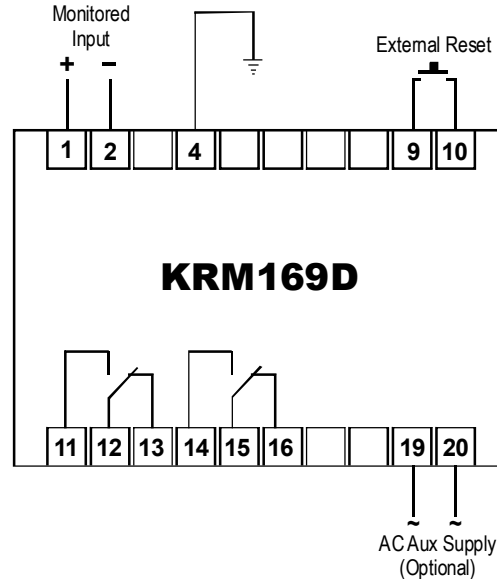 Monitored
Input
+ −
External Reset
1 2 4 9 10
KRM169D
11 12 13 14 15 16 19 20
~ ~
AC Aux Supply
(Optional)